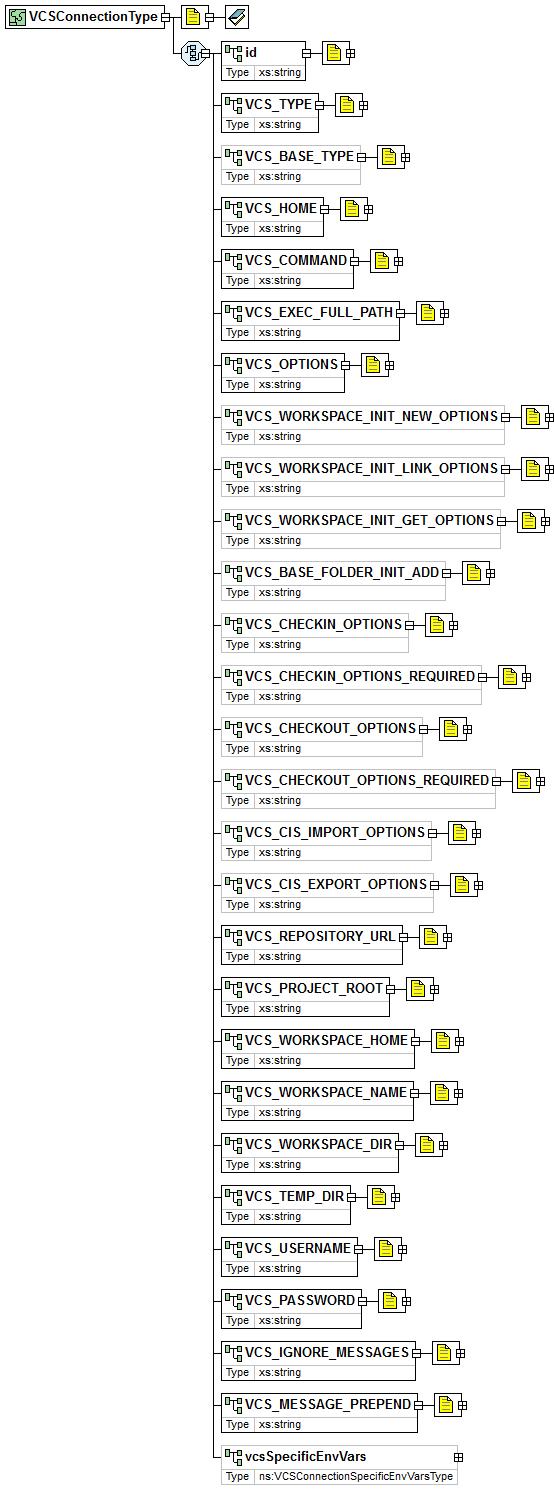 VCSConnectionType
id
Type xs:string
VCS_TYPE
Type xs:string
VCS_BASE_TYPE
Type xs:string
VCS_HOME
Type xs:string
VCS_COMMAND
Type xs:string
VCS_EXEC_FULL_PATH
Type xs:string
VCS_OPTIONS
Type xs:string
VCS_WORKSPACE_INIT_NEW_OPTIONS
Type xs:string
VCS_WORKSPACE_INIT_LINK_OPTIONS
Type xs:string
VCS_WORKSPACE_INIT_GET_OPTIONS
Type xs:string
VCS_BASE_FOLDER_INIT_ADD
Type xs:string
VCS_CHECKIN_OPTIONS
Type xs:string
VCS_CHECKIN_OPTIONS_REQUIRED
Type xs:string
VCS_CHECKOUT_OPTIONS
Type xs:string
VCS_CHECKOUT_OPTIONS_REQUIRED
Type xs:string
VCS_CIS_IMPORT_OPTIONS
Type xs:string
VCS_CIS_EXPORT_OPTIONS
Type xs:string
VCS_REPOSITORY_URL
Type xs:string
VCS_PROJECT_ROOT
Type xs:string
VCS_WORKSPACE_HOME
Type xs:string
VCS_WORKSPACE_NAME
Type xs:string
VCS_WORKSPACE_DIR
Type xs:string
VCS_TEMP_DIR
Type xs:string
VCS_USERNAME
Type xs:string
VCS_PASSWORD
Type xs:string
VCS_IGNORE_MESSAGES
Type xs:string
VCS_MESSAGE_PREPEND
Type xs:string
vcsSpecificEnvVars
Type ns:VCSConnectionSpecificEnvVarsType